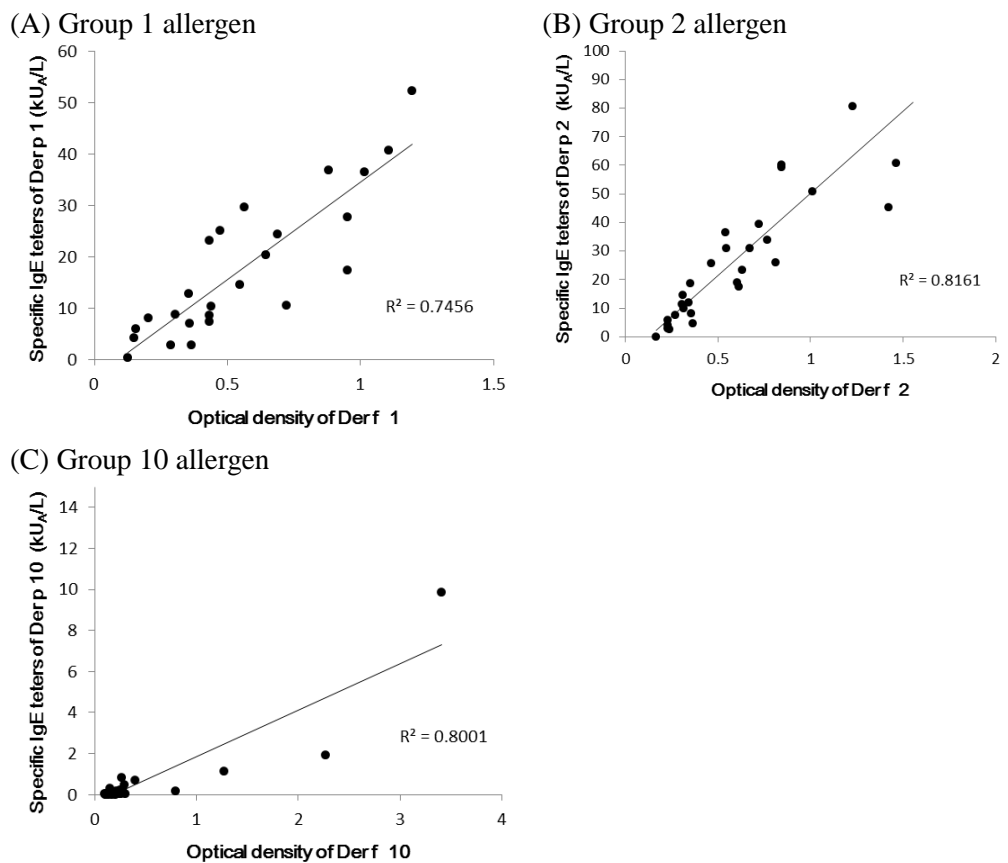 (A) Group 1 allergen
Specific IgE teters of Der p 1 (kUA/L)
60
50
40
30
20
10
0
R² = 0.7456
0 0.5 1 1.5
Optical density of Der f 1
(B) Group 2 allergen
Specific IgE teters of Der p 2 (kUA/L)
100
90
80
70
60
50
40
30
20
10
0
R² = 0.8161
0 0.5 1 1.5 2
Optical density of Der f 2
(C) Group 10 allergen
Specific IgE teters of Der p 10 (kUA/L)
14
12
10
8
6
4
2
0
R² = 0.8001
0 1 2 3 4
Optical density of Der f 10